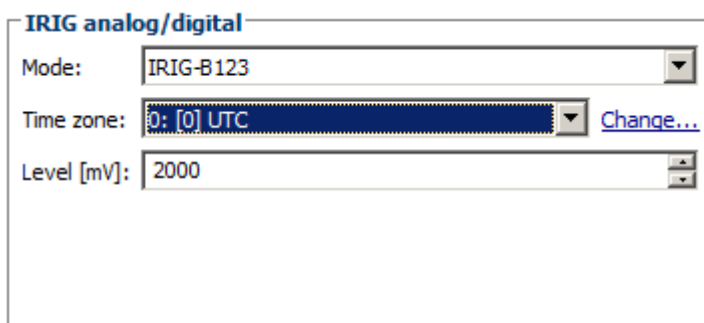 IRIG analog/digital
Mode: IRIG-B123
Time zone: 0: [0] UTC Change...
Level [mV]: 2000